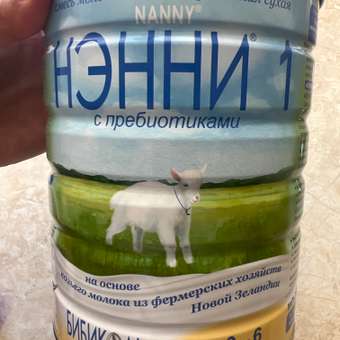 NANNY®
НЭННИ® 1
с пребиотиками
на основе
козьего молока из фермерских хозяйств
Новой Зеландии